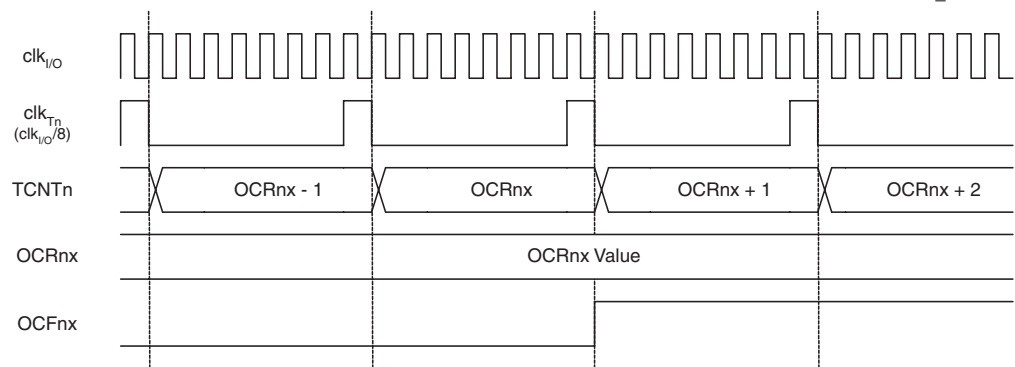 clkI/O
clkTn
(clkI/O/8)
TCNTn OCRnx - 1 OCRnx OCRnx + 1 OCRnx + 2
OCRnx OCRnx Value
OCFnx